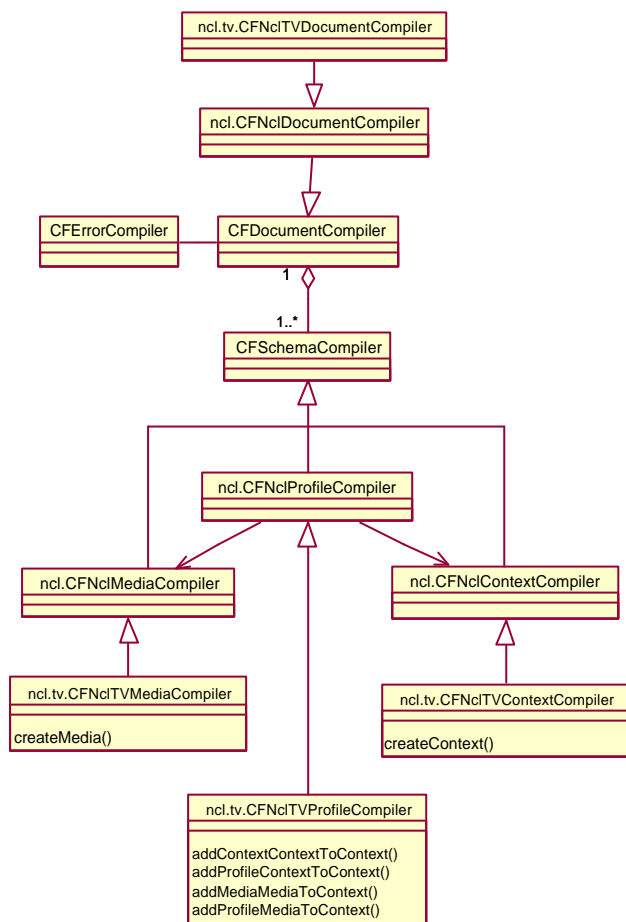 ncl.tv.CFNclTVDocumentCompiler
ncl.CFNclDocumentCompiler
CFErrorCompiler
CFDocumentCompiler
1
1..*
CFSchemaCompiler
ncl.CFNclProfileCompiler
ncl.CFNclMediaCompiler
ncl.CFNclContextCompiler
ncl.tv.CFNclTVMediaCompiler
createMedia()
ncl.tv.CFNclTVContextCompiler
createContext()
ncl.tv.CFNclTVProfileCompiler
addContextContextToContext()
addProfileContextToContext()
addMediaMediaToContext()
addProfileMediaToContext()